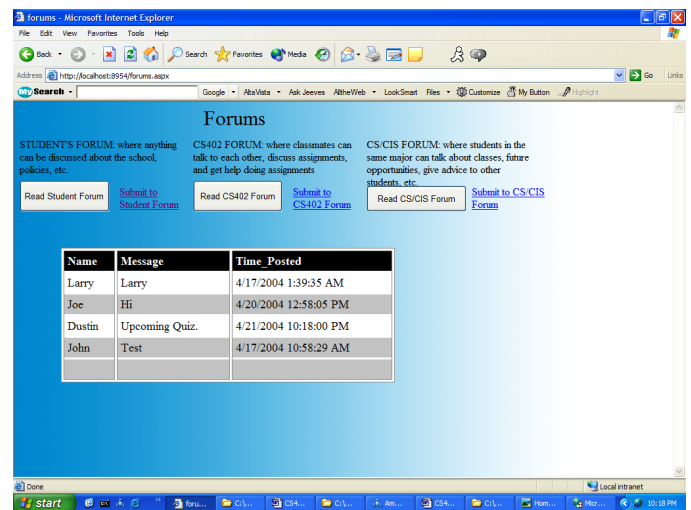 forums - Microsoft Internet Explorer
File Edit View Favorites Tools Help
Back Search Favorites Media
Address http://localhost:8954/forums.aspx Go Links
My Search Google AltaVista Ask Jeeves AlltheWeb LookSmart Files Customize My Button Highlight
Forums
STUDENT'S FORUM: where anything
can be discussed about the school,
policies, etc.
Read Student Forum
Submit to
Student Forum
CS402 FORUM: where classmates can
talk to each other, discuss assignments,
and get help doing assignments
Read CS402 Forum
Submit to
CS402 Forum
CS/CIS FORUM: where students in the
same major can talk about classes, future
opportunities, give advice to other
students, etc.
Read CS/CIS Forum
Submit to CS/CIS
Forum
Name Message Time_Posted
Larry Larry 4/17/2004 1:39:35 AM
Joe Hi 4/20/2004 12:58:05 PM
Dustin Upcoming Quiz. 4/21/2004 10:18:00 PM
John Test 4/17/2004 10:58:29 AM
Done Local intranet
start foru... C:\... CS4... C:\... Am... CS4... C:\... Hom... Micr... 10:18 PM